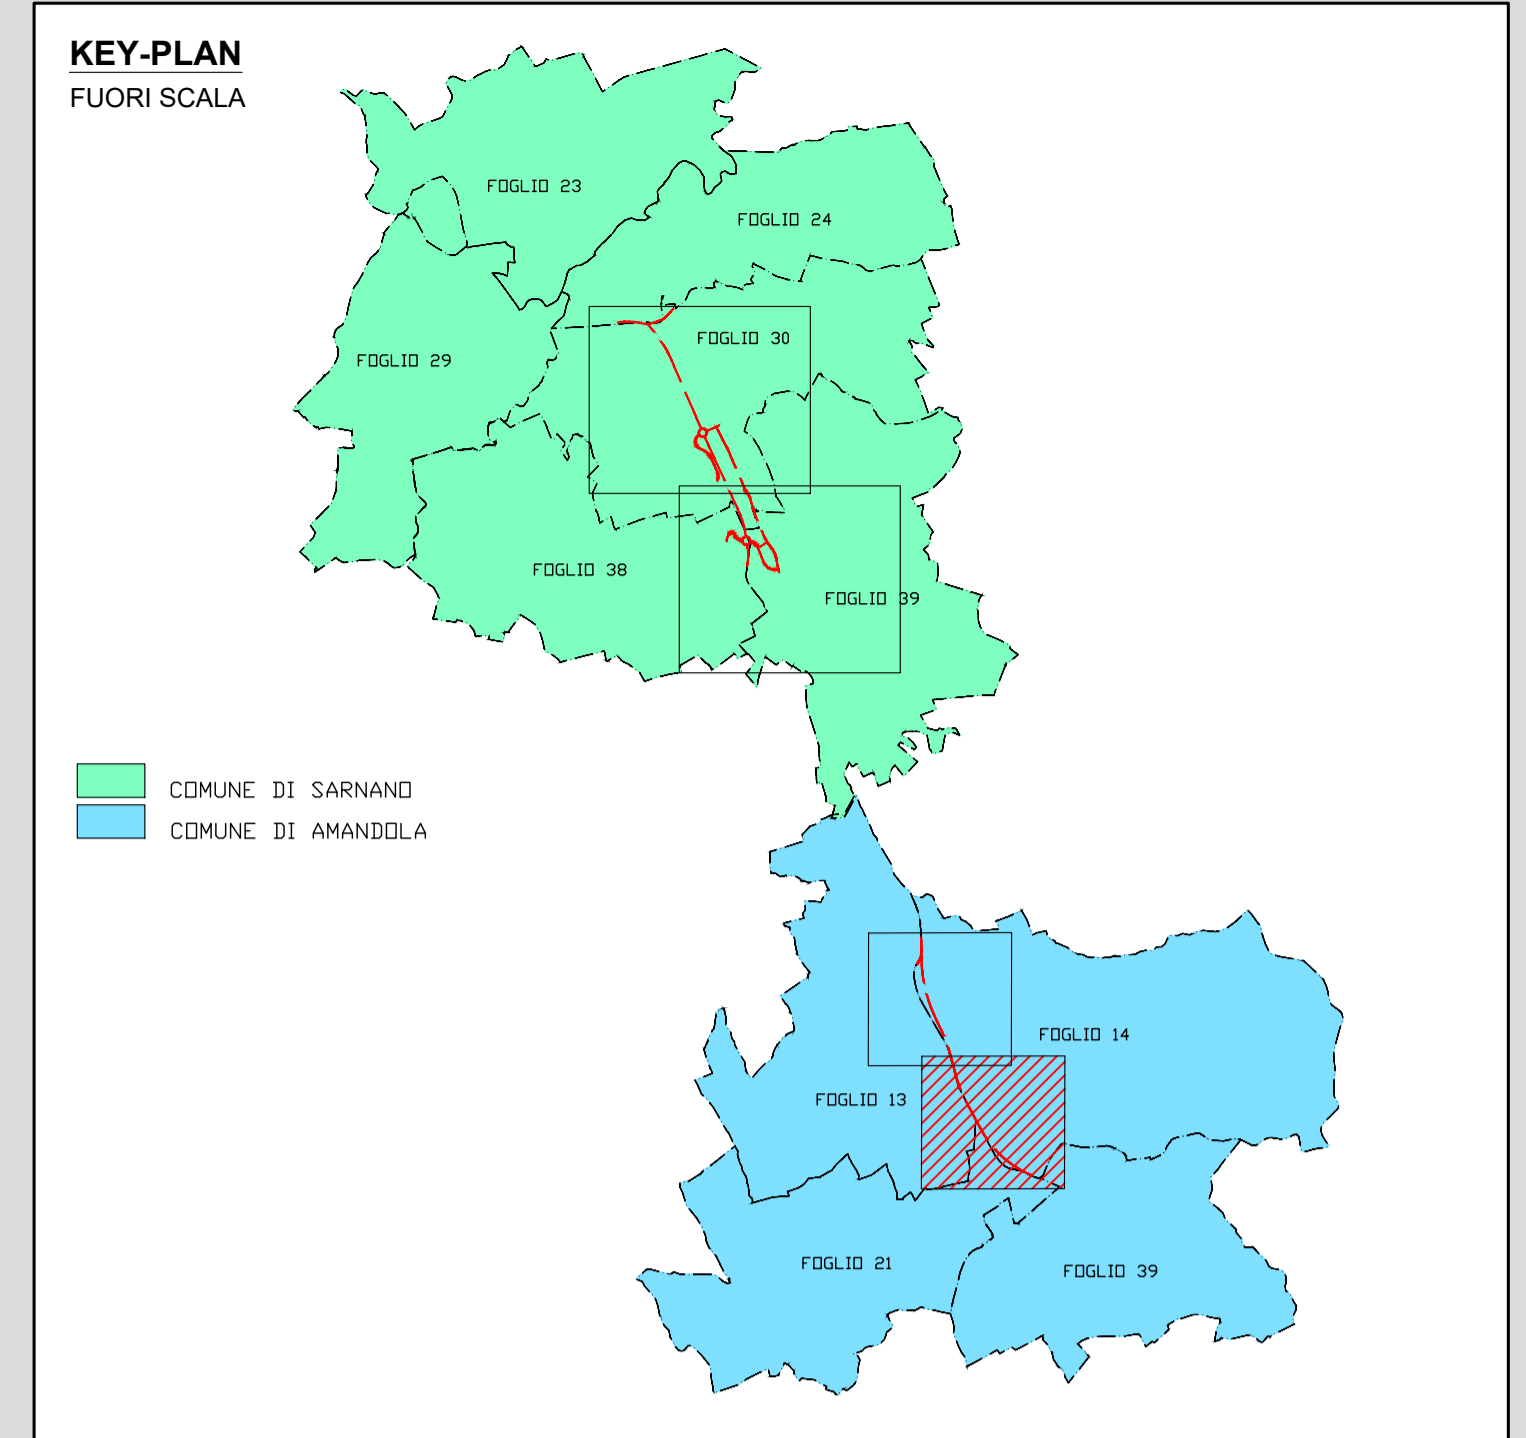 KEY-PLAN
FUORI SCALA
FOGLIO 23
FOGLIO 24
FOGLIO 30
FOGLIO 29
FOGLIO 38
FOGLIO 39
COMUNE DI SARNANO
COMUNE DI AMANDOLA
FOGLIO 14
FOGLIO 13
FOGLIO 21
FOGLIO 39